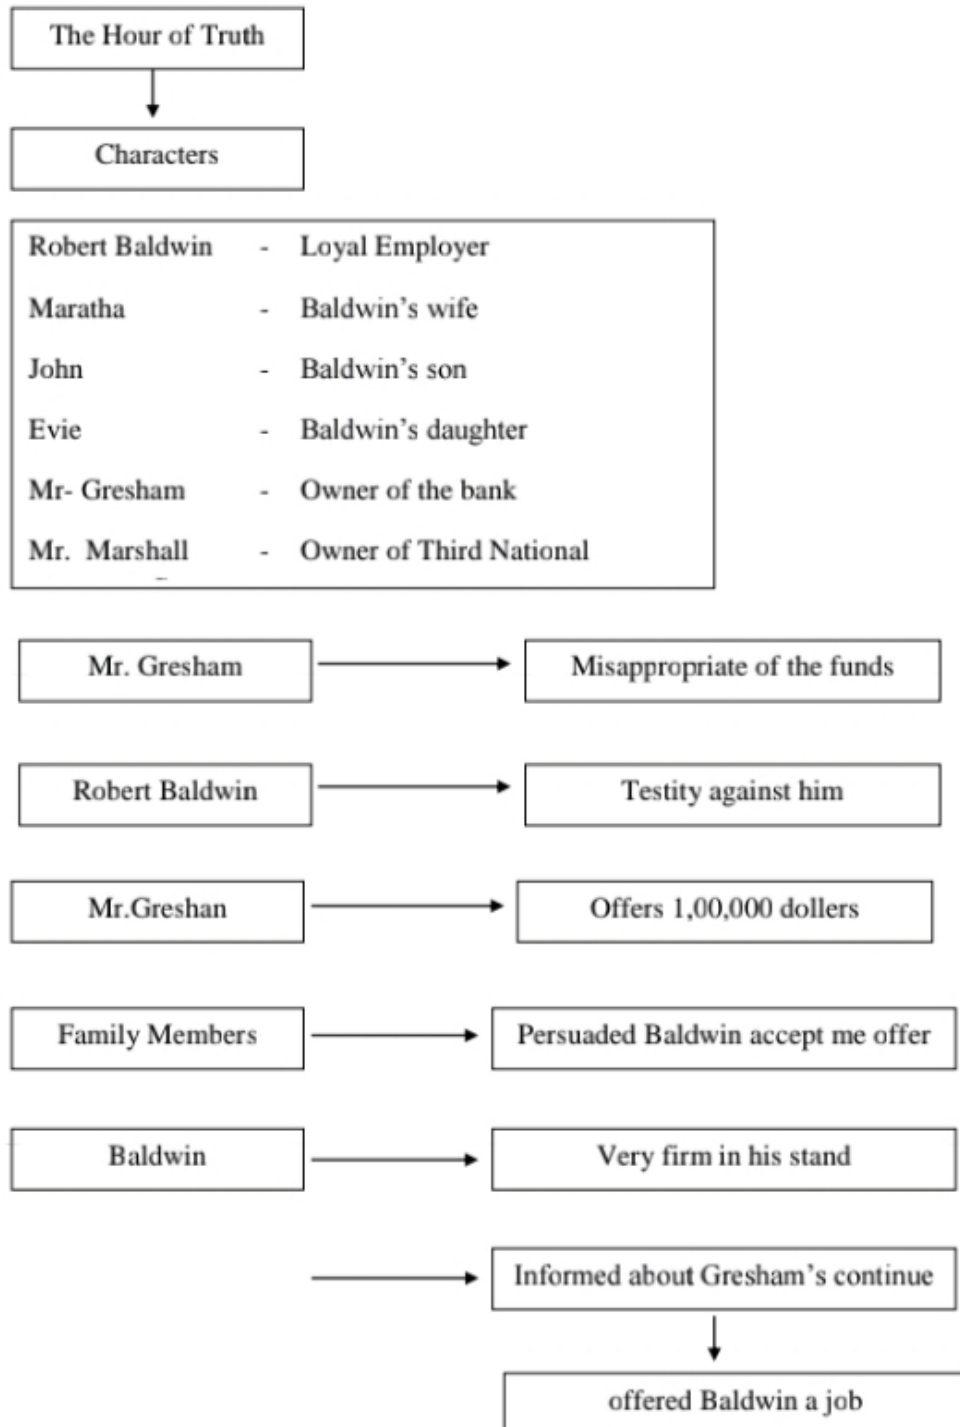 The Hour of Truth
Characters
Robert Baldwin - Loyal Employer
Maratha - Baldwin's wife
John - Baldwin's son
Evie - Baldwin's daughter
Mr- Gresham - Owner of the bank
Mr. Marshall - Owner of Third National
Mr. Gresham Misappropriate of the funds
Robert Baldwin Testity against him
Mr.Greshan Offers 1,00,000 dollers
Family Members Persuaded Baldwin accept me offer
Baldwin Very firm in his stand
Informed about Gresham's continue
offered Baldwin a job